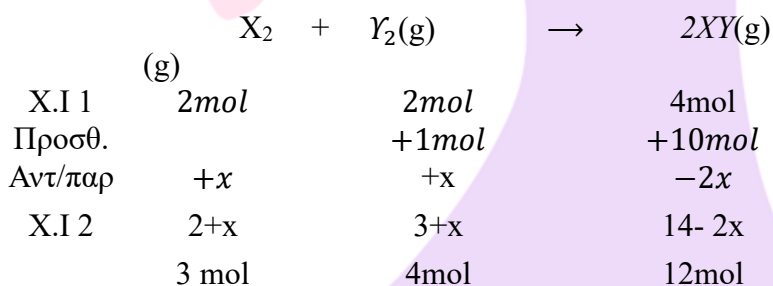 X₂ + Y₂(g) ⟶ 2XY(g)
(g)
Χ.Ι 1 2mol 2mol 4mol
Προσθ. +1mol +10mol
Αντ/παρ +x +x −2x
Χ.Ι 2 2+x 3+x 14- 2x
3 mol 4mol 12mol